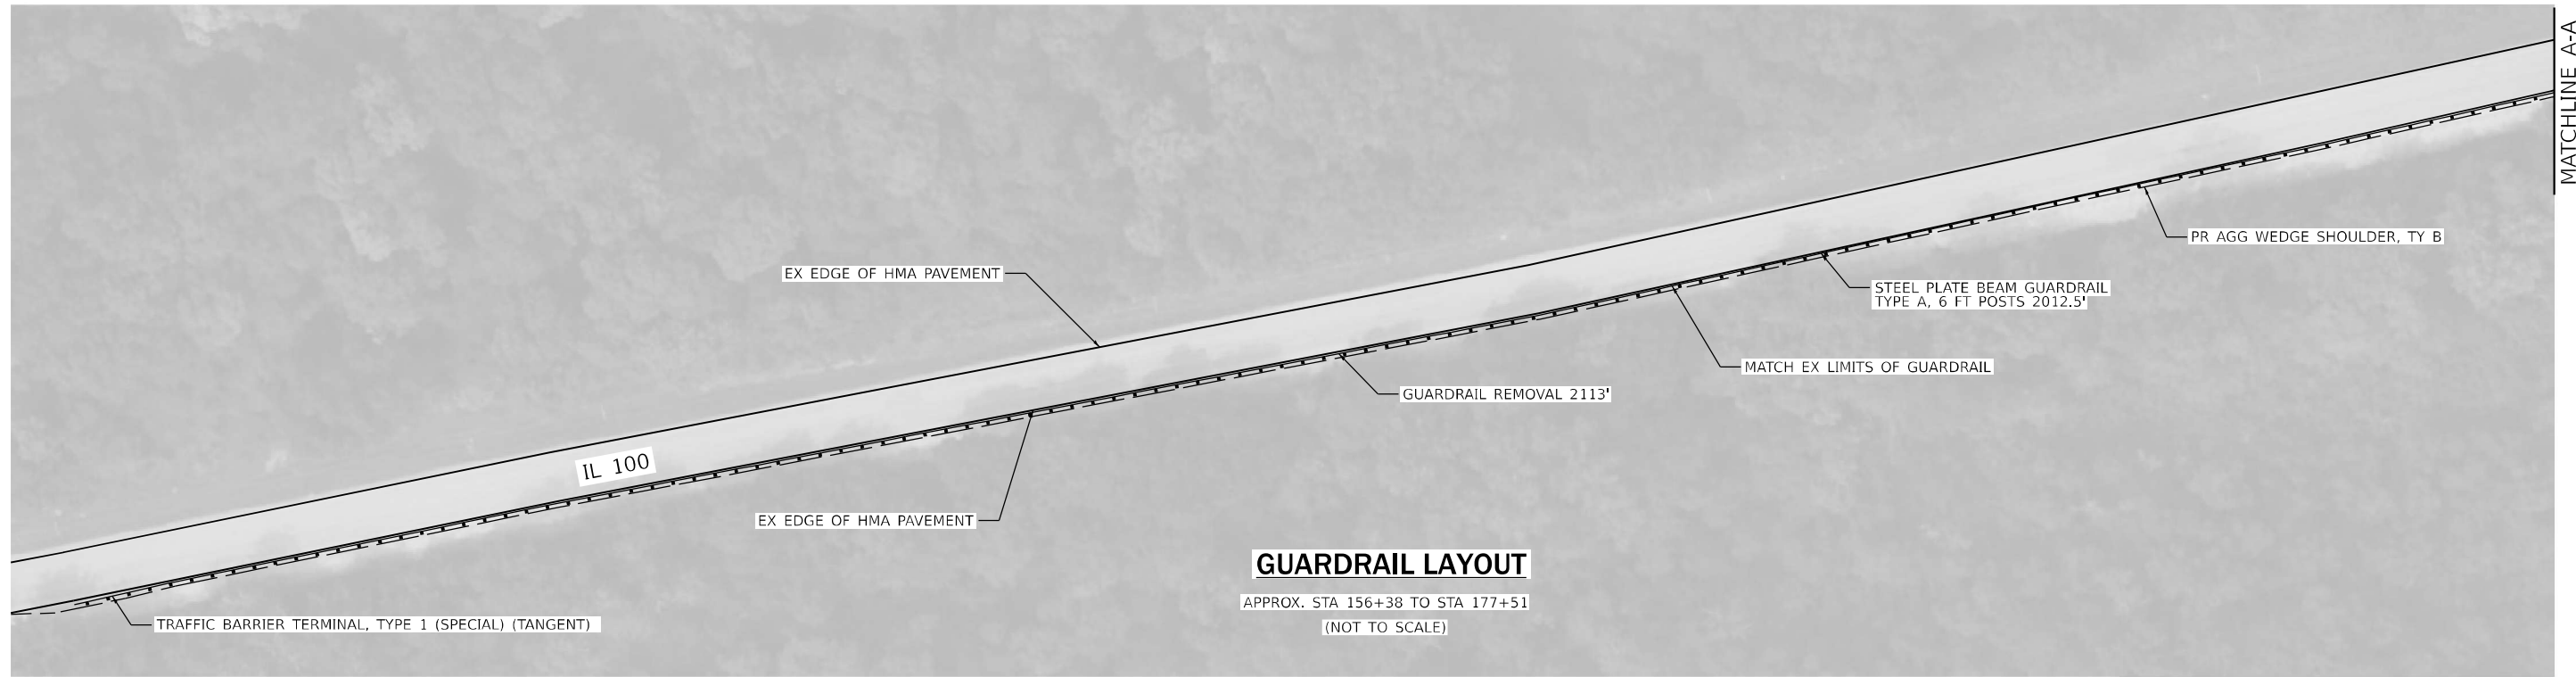 MATCHLINE A-A
PR AGG WEDGE SHOULDER, TY B
EX EDGE OF HMA PAVEMENT
STEEL PLATE BEAM GUARDRAIL
TYPE A, 6 FT POSTS 2012.5'
MATCH EX LIMITS OF GUARDRAIL
GUARDRAIL REMOVAL 2113'
IL 100
EX EDGE OF HMA PAVEMENT
GUARDRAIL LAYOUT
APPROX. STA 156+38 TO STA 177+51
(NOT TO SCALE)
TRAFFIC BARRIER TERMINAL, TYPE 1 (SPECIAL) (TANGENT)